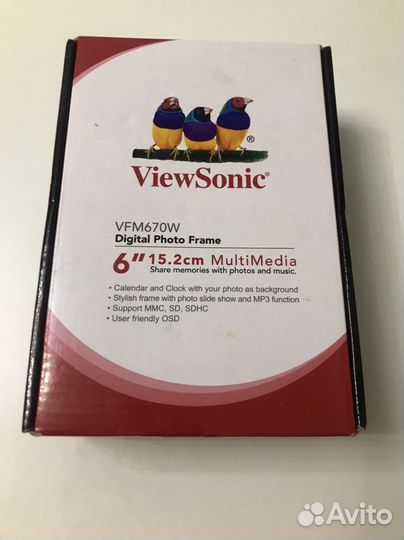 ViewSonic®
VFM670W
Digital Photo Frame
6" 15.2cm MultiMedia
Share memories with photos and music.
• Calendar and Clock with your photo as background
• Stylish frame with photo slide show and MP3 function
• Support MMC, SD, SDHC
• User friendly OSD
Avito